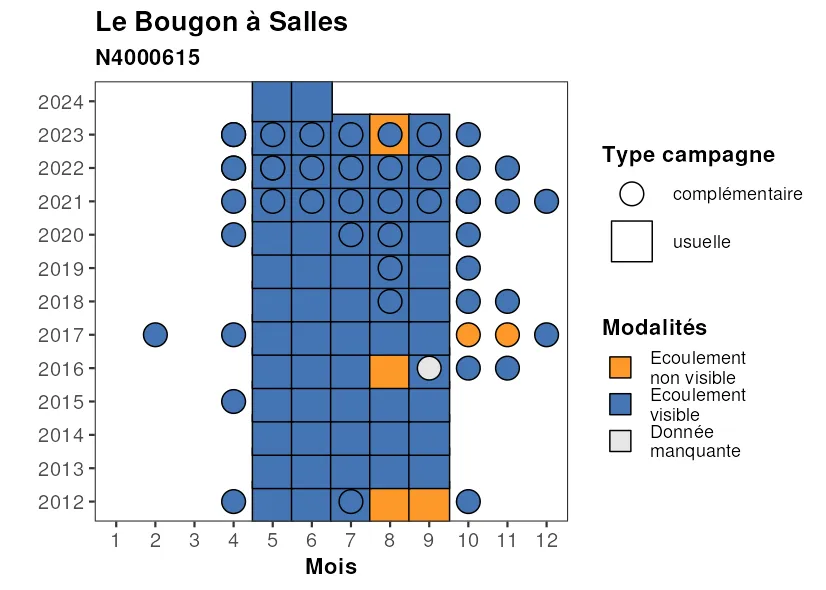 Le Bougon à Salles
N4000615
2024
2023
2022
2021
2020
2019
2018
2017
2016
2015
2014
2013
2012
1 2 3 4 5 6 7 8 9 10 11 12
Mois
Type campagne
complémentaire
usuelle
Modalités
Ecoulement
non visible
Ecoulement
visible
Donnée
manquante